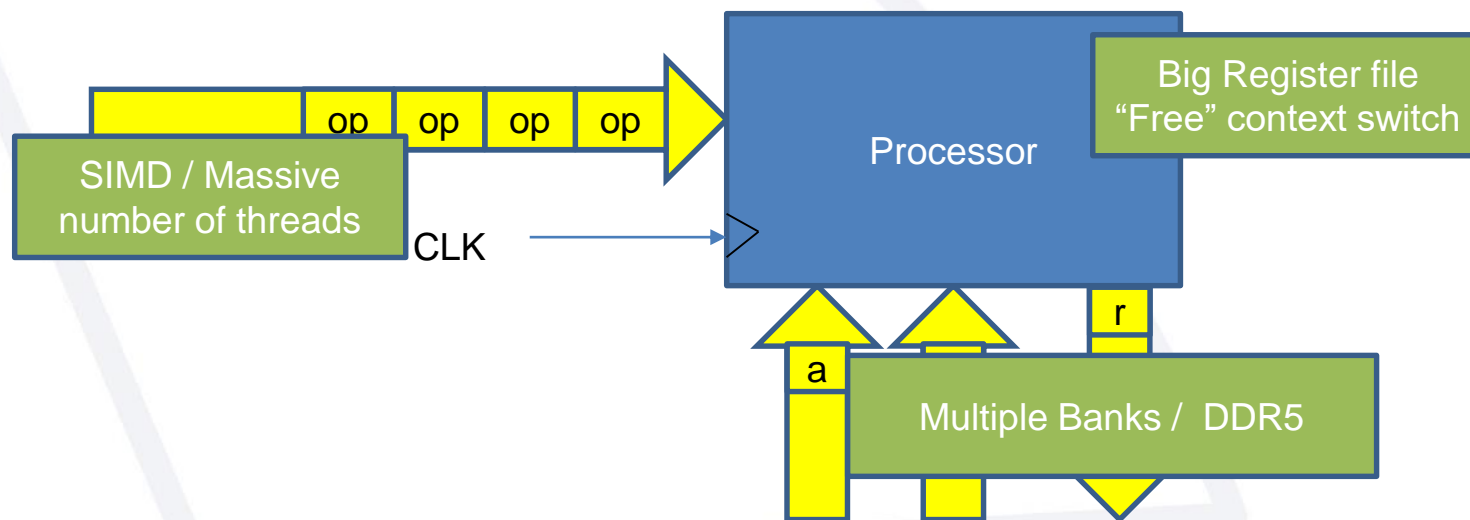 op op op op
SIMD / Massive
number of threads
CLK
Processor
Big Register file
“Free” context switch
a
r
Multiple Banks /  DDR5